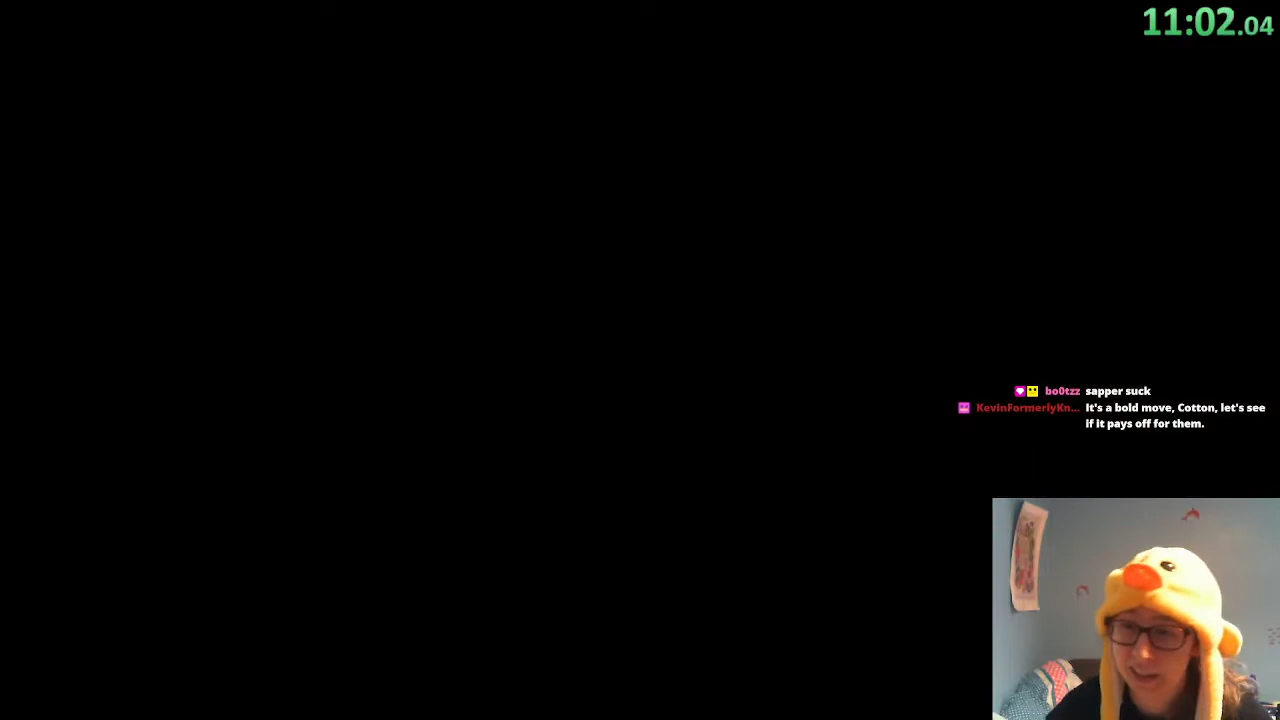 11:02.04
bo0tzz sapper suck
KevinFormerlyKn... It's a bold move, Cotton, let's see
if it pays off for them.